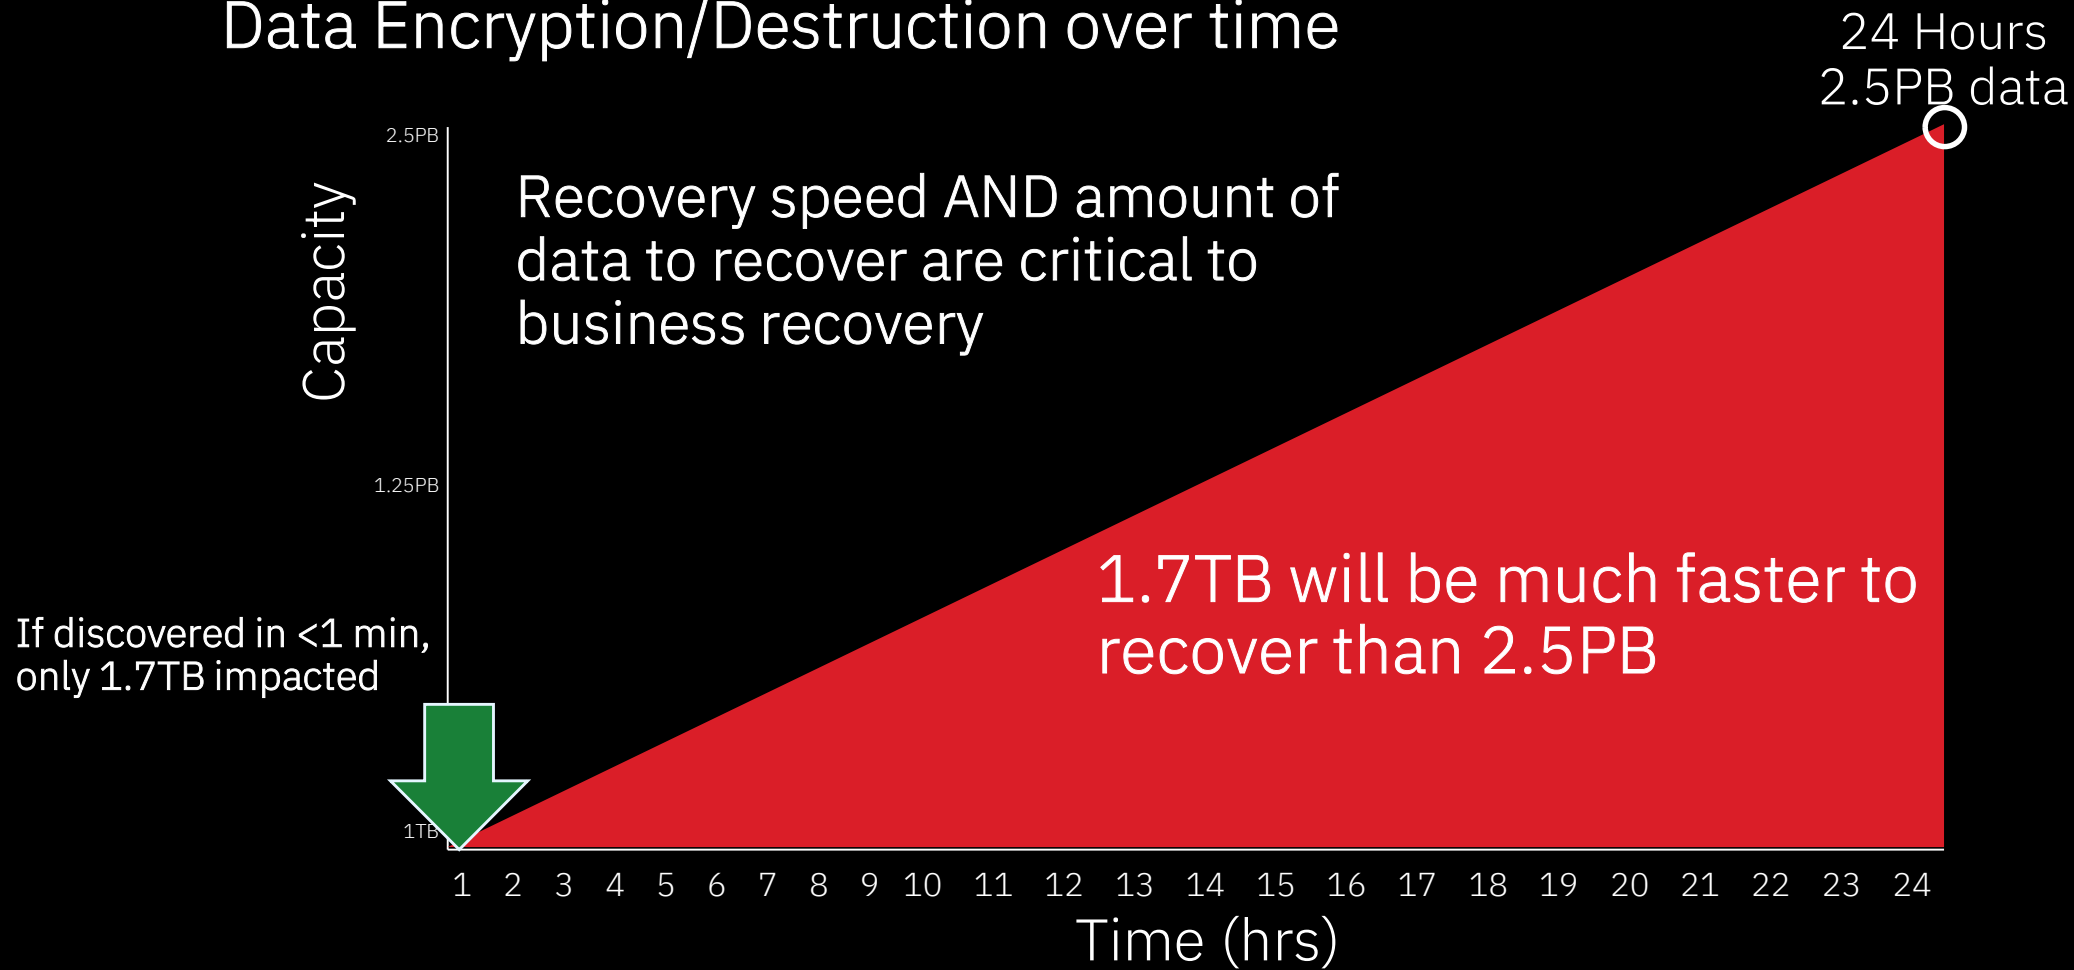 Data Encryption/Destruction over time
24 Hours
2.5PB data
2.5PB
Capacity
Recovery speed AND amount of
data to recover are critical to
business recovery
1.25PB
1.7TB will be much faster to
recover than 2.5PB
If discovered in <1 min,
only 1.7TB impacted
1TB
1 2 3 4 5 6 7 8 9 10 11 12 13 14 15 16 17 18 19 20 21 22 23 24
Time (hrs)